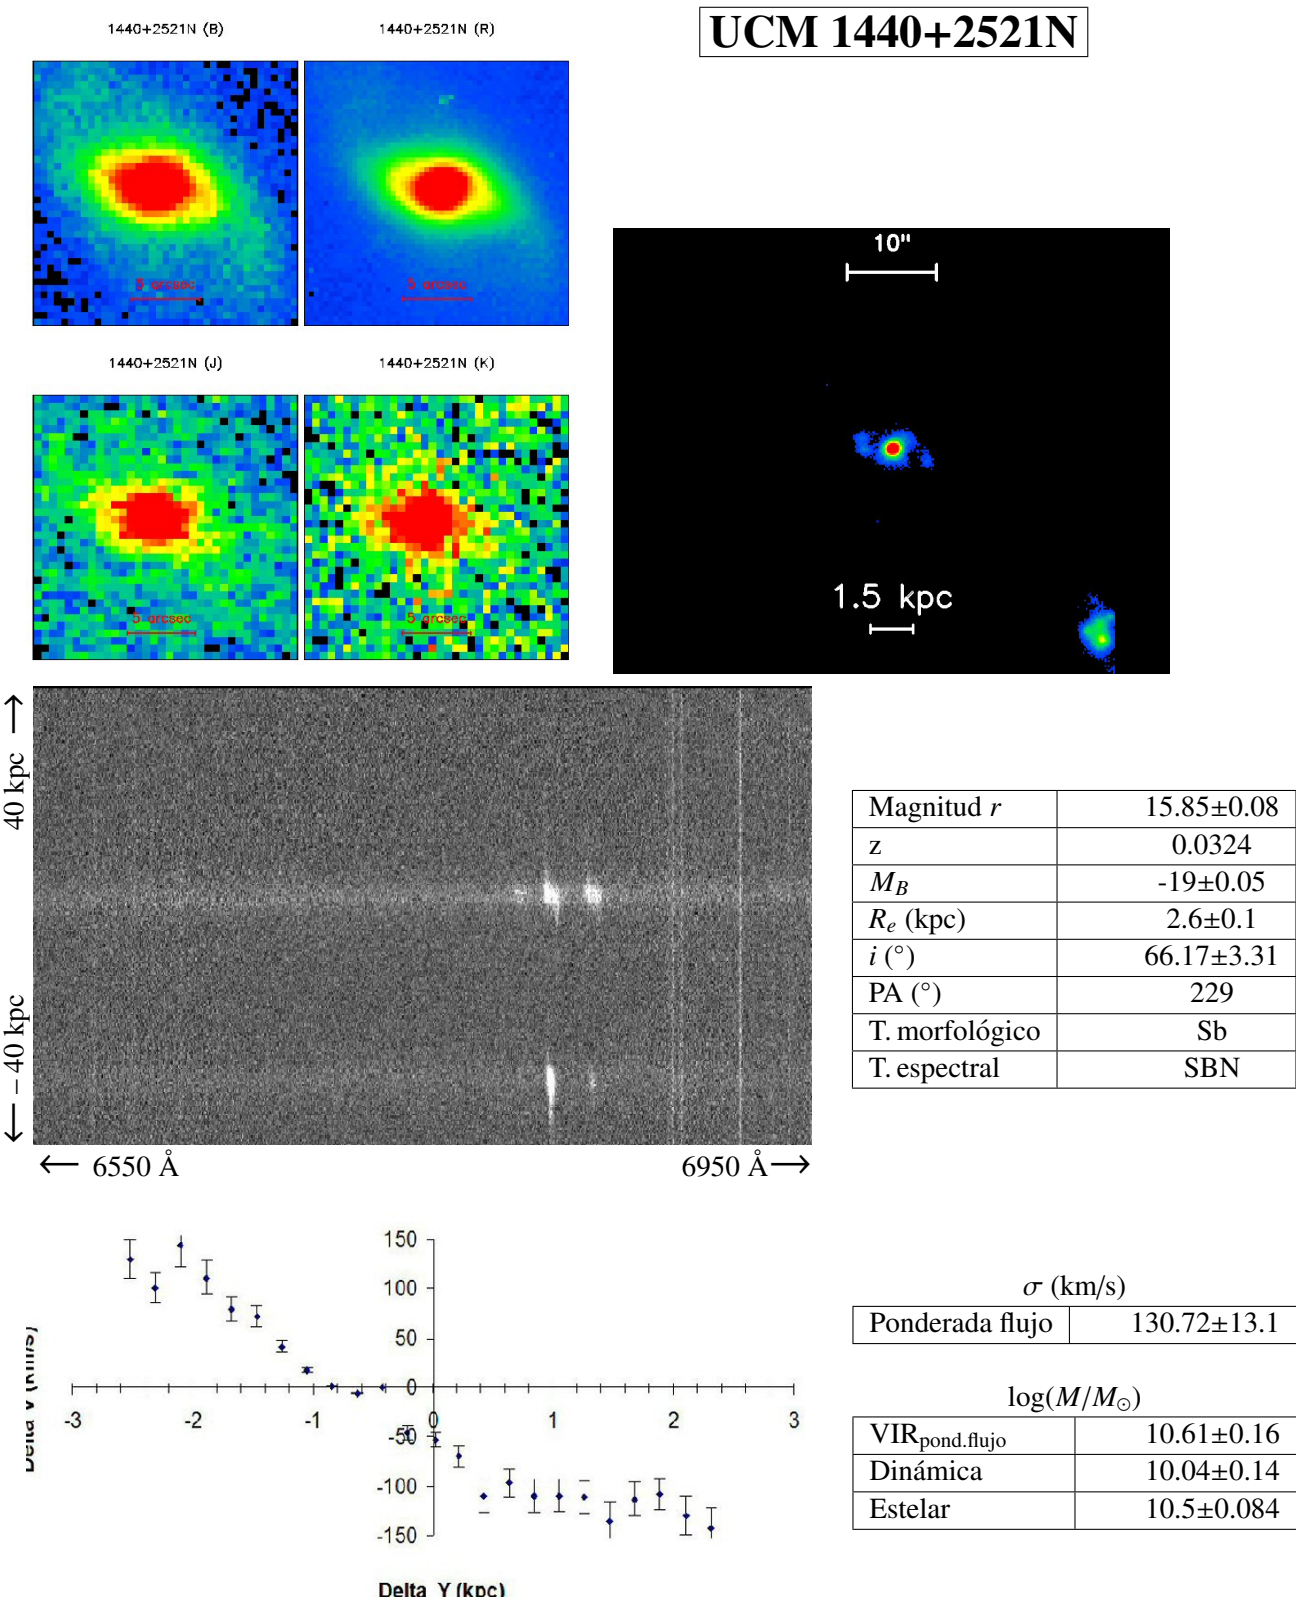 UCM 1440+2521N
1440+2521N (B)
1440+2521N (R)
5 arcsec
5 arcsec
1440+2521N (J)
1440+2521N (K)
5 arcsec
5 arcsec
10"
1.5 kpc
40 kpc →
← −40 kpc
← 6550 Å
6950 Å →
Magnitud r 15.85±0.08
z 0.0324
M_B -19±0.05
R_e (kpc) 2.6±0.1
i (°) 66.17±3.31
PA (°) 229
T. morfológico Sb
T. espectral SBN
150
100
50
0
-50
-100
-150
-3 -2 -1 0 1 2 3
Delta V (km/s)
Delta Y (kpc)
σ (km/s)
Ponderada flujo 130.72±13.1
log(M/M⊙)
VIR pond.flujo 10.61±0.16
Dinámica 10.04±0.14
Estelar 10.5±0.084